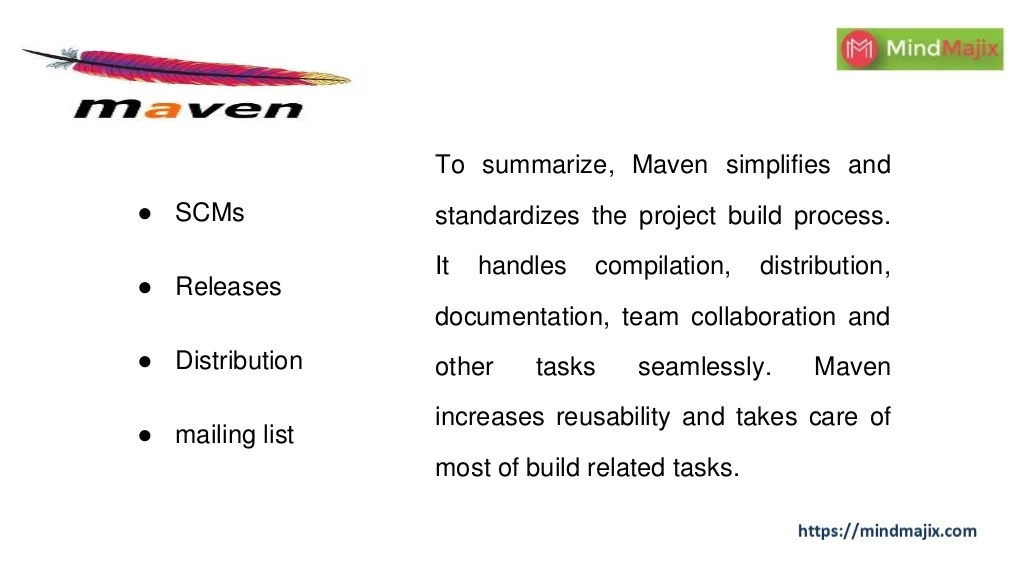 maven
MindMajix
● SCMs
● Releases
● Distribution
● mailing list
To summarize, Maven simplifies and
standardizes the project build process.
It handles compilation, distribution,
documentation, team collaboration and
other tasks seamlessly. Maven
increases reusability and takes care of
most of build related tasks.
https://mindmajix.com